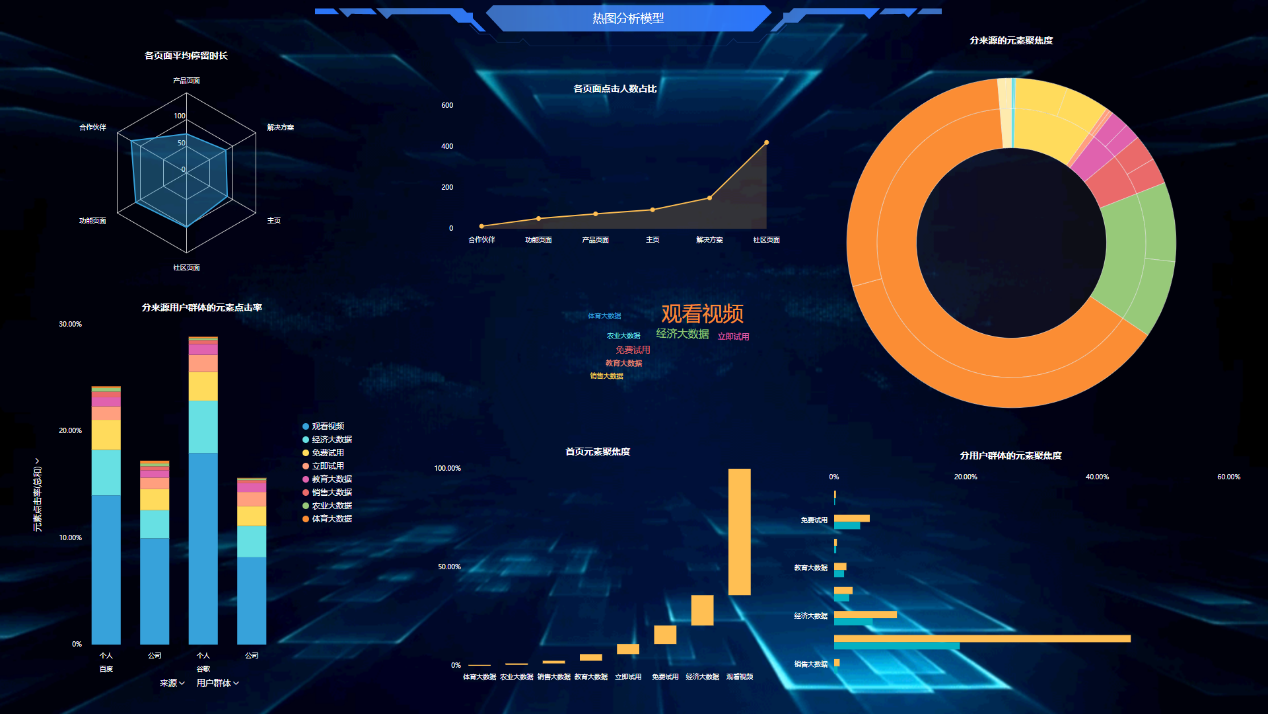 热图分析模型
各页面平均停留时长
产品页面
解决方案
主页
社区页面
功能页面
合作伙伴
100
50
0
各页面点击人数占比
600
400
200
0
合作伙伴 功能页面 产品页面 主页 解决方案 社区页面
分来源的元素聚焦度
分来源用户群体的元素点击率
30.00%
20.00%
10.00%
0%
元素点击率(总和)
个人 公司 个人 公司
百度 谷歌
来源 用户群体
观看视频
经济大数据
免费试用
立即试用
教育大数据
销售大数据
农业大数据
体育大数据
体育大数据
观看视频
农业大数据
经济大数据
立即试用
免费试用
教育大数据
销售大数据
首页元素聚焦度
100.00%
50.00%
0%
体育大数据 农业大数据 销售大数据 教育大数据 立即试用 免费试用 经济大数据 观看视频
分用户群体的元素聚焦度
0% 20.00% 40.00% 60.00%
免费试用
教育大数据
经济大数据
销售大数据